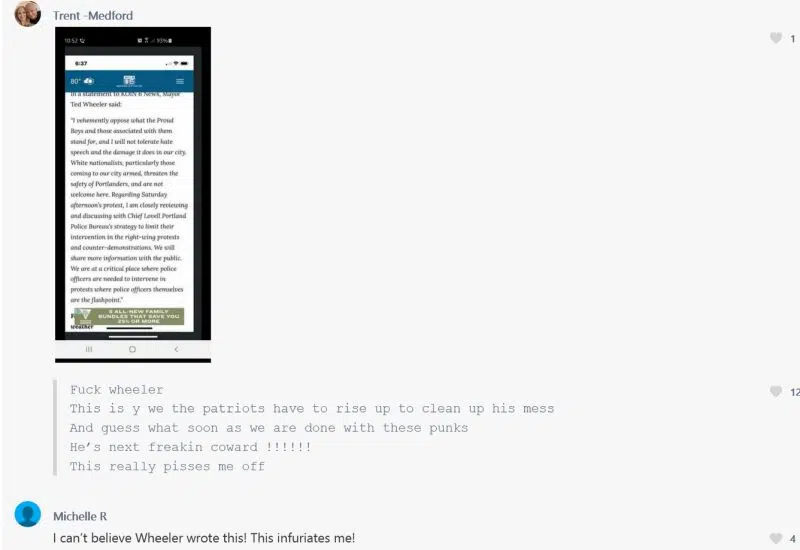 Trent -Medford
1
10:52
93%
6:37
80°
In a statement to KOIN 6 News, Mayor
Ted Wheeler said:
"I vehemently oppose what the Proud
Boys and those associated with them
stand for, and I will not tolerate hate
speech and the damage it does in our city.
White nationalists, particularly those
coming to our city armed, threaten the
safety of Portlanders, and are not
welcome here. Regarding Saturday
afternoon's protest, I am closely reviewing
and discussing with Chief Lovell Portland
Police Bureau's strategy to limit their
intervention in the right-wing protests
and counter-demonstrations. We will
share more information with the public.
We are at a critical place where police
officers are needed to intervene in
protests where police officers themselves
are the flashpoint."
5 ALL-NEW FAMILY
BUNDLES THAT SAVE YOU
25% OR MORE
weather
Fuck wheeler
12
This is y we the patriots have to rise up to clean up his mess
And guess what soon as we are done with these punks
He's next freakin coward !!!!!!
This really pisses me off
Michelle R
I can't believe Wheeler wrote this! This infuriates me!
4